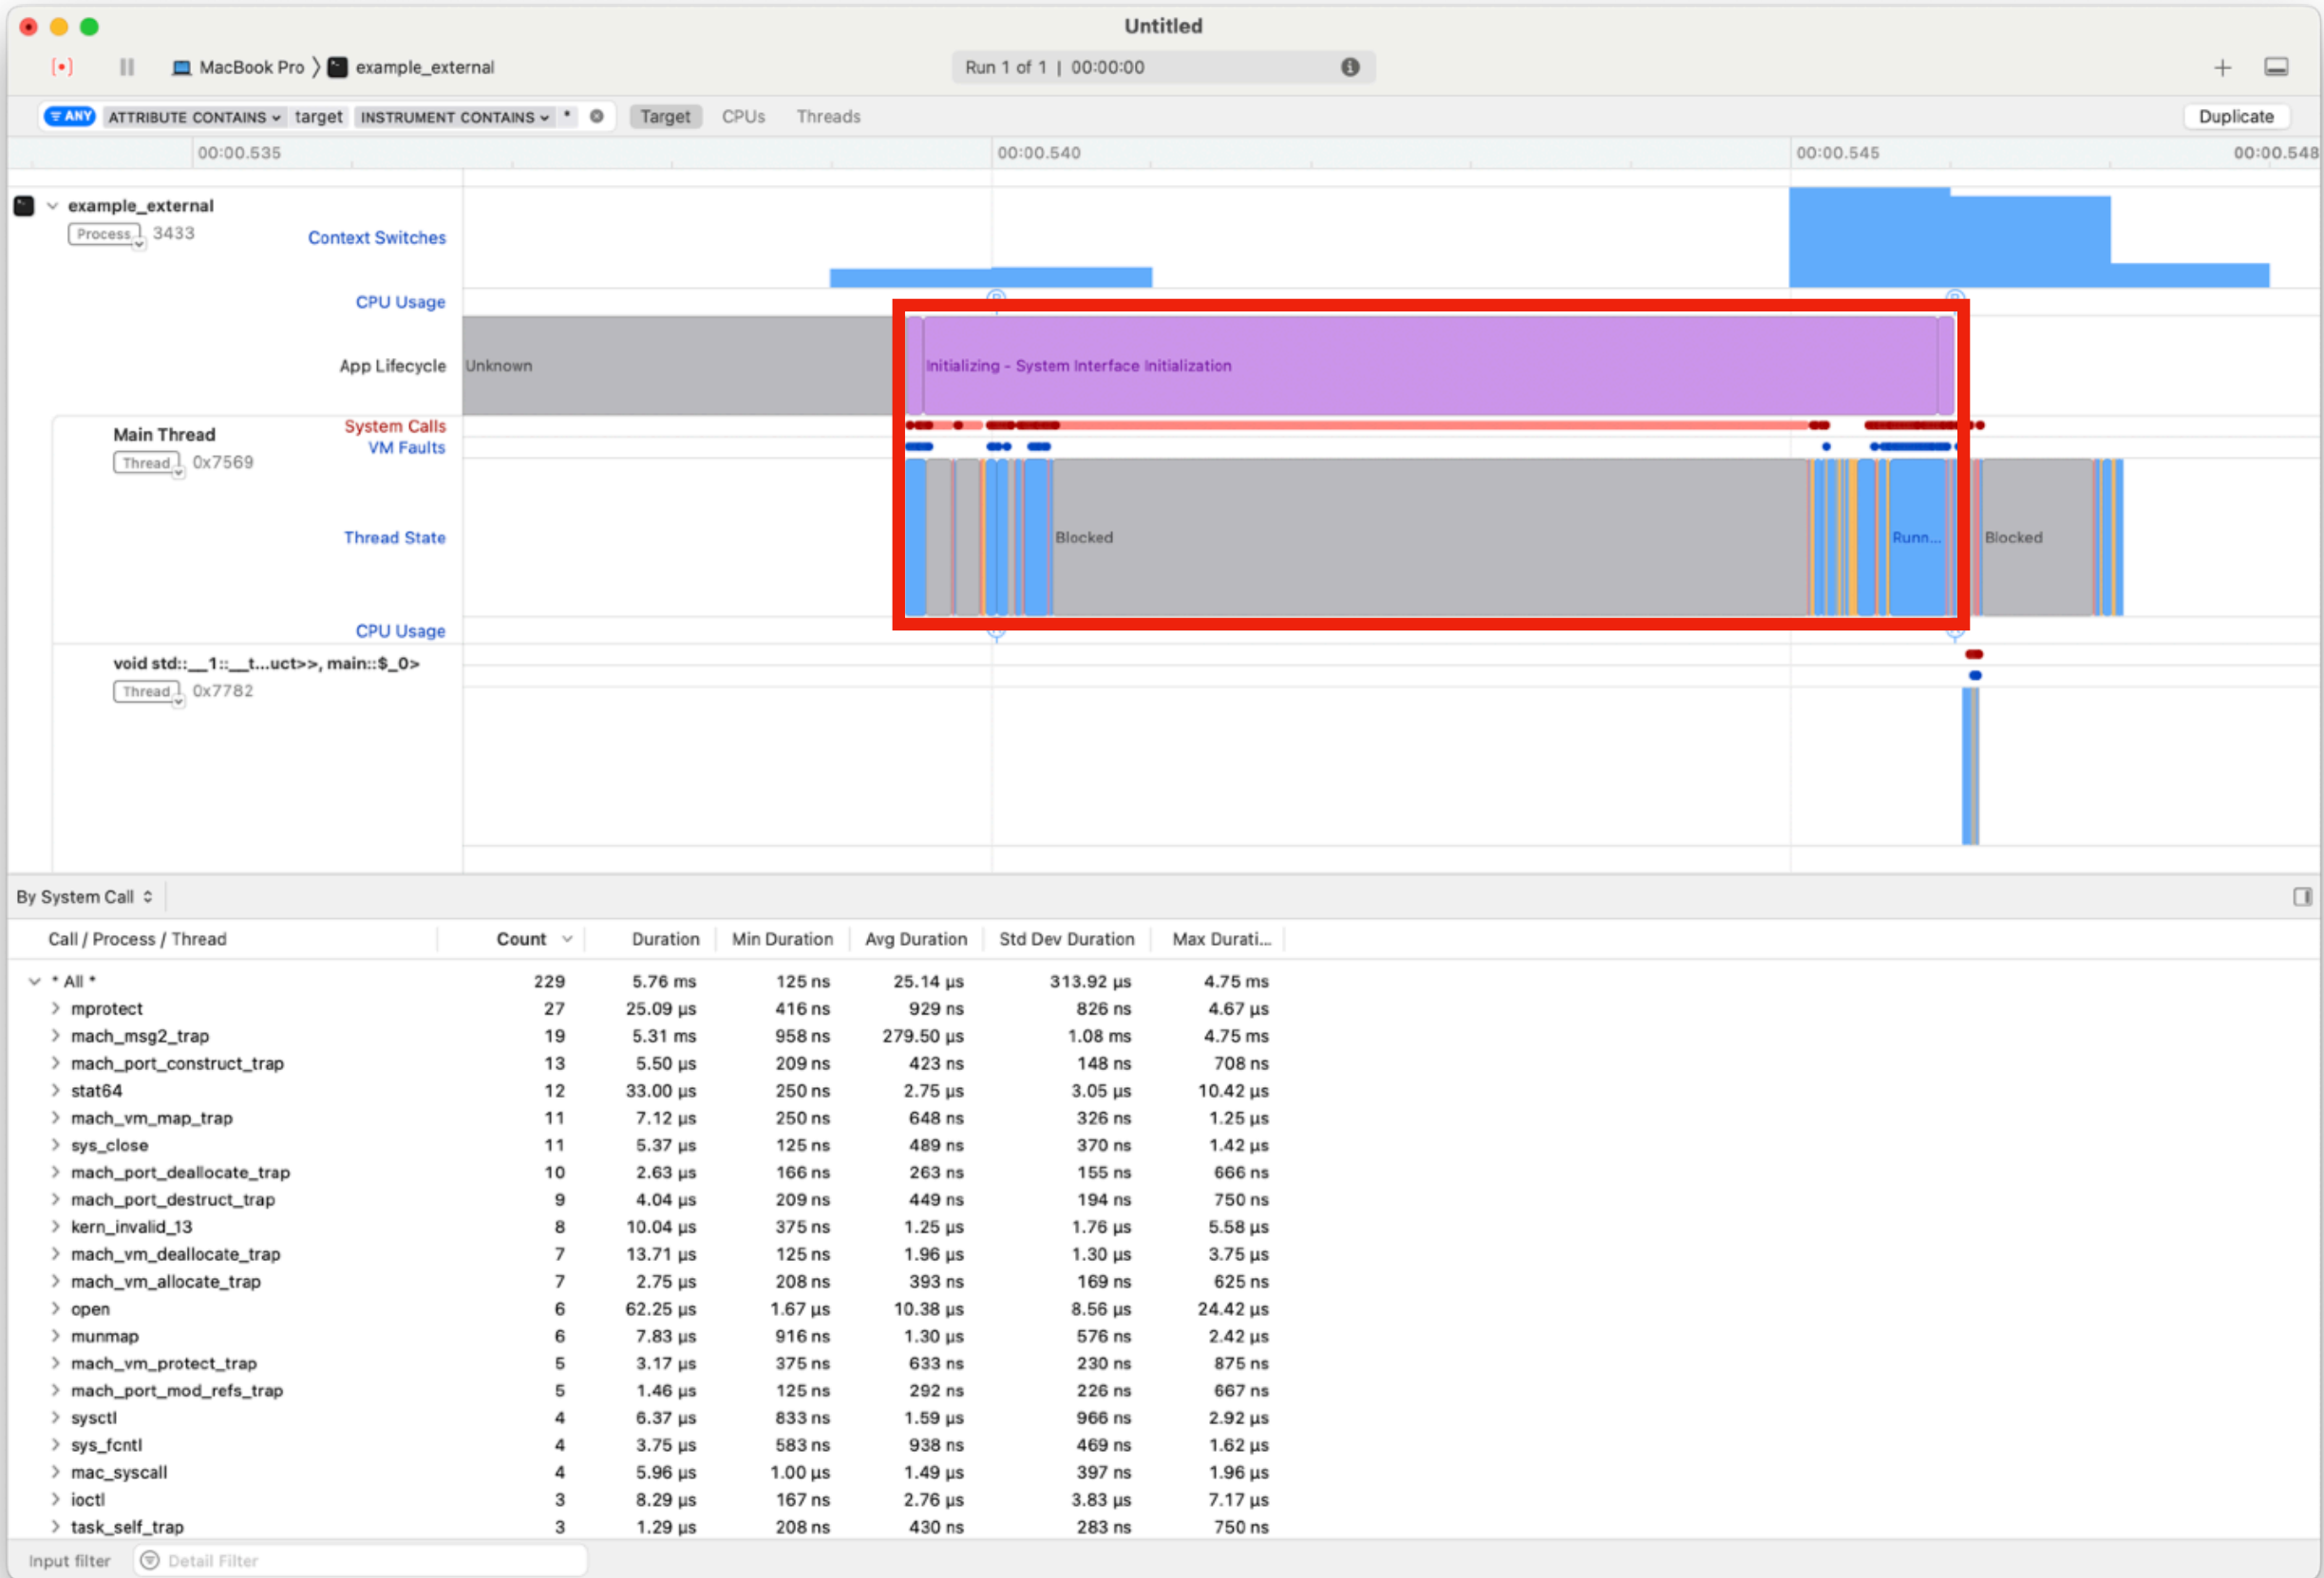 Untitled
MacBook Pro 〉 example_external
Run 1 of 1 | 00:00:00
ANY ATTRIBUTE CONTAINS target INSTRUMENT CONTAINS * Target CPUs Threads Duplicate
00:00.535 00:00.540 00:00.545 00:00.548
example_external
Process 3433
Context Switches
CPU Usage
App Lifecycle Unknown Initializing - System Interface Initialization
System Calls
Main Thread
VM Faults
Thread 0x7569
Thread State Blocked Runn... Blocked
CPU Usage
void std::__1::__t...uct>>, main::$_0>
Thread 0x7782
By System Call
Call / Process / Thread Count Duration Min Duration Avg Duration Std Dev Duration Max Durati...
* All * 229 5.76 ms 125 ns 25.14 µs 313.92 µs 4.75 ms
mprotect 27 25.09 µs 416 ns 929 ns 826 ns 4.67 µs
mach_msg2_trap 19 5.31 ms 958 ns 279.50 µs 1.08 ms 4.75 ms
mach_port_construct_trap 13 5.50 µs 209 ns 423 ns 148 ns 708 ns
stat64 12 33.00 µs 250 ns 2.75 µs 3.05 µs 10.42 µs
mach_vm_map_trap 11 7.12 µs 250 ns 648 ns 326 ns 1.25 µs
sys_close 11 5.37 µs 125 ns 489 ns 370 ns 1.42 µs
mach_port_deallocate_trap 10 2.63 µs 166 ns 263 ns 155 ns 666 ns
mach_port_destruct_trap 9 4.04 µs 209 ns 449 ns 194 ns 750 ns
kern_invalid_13 8 10.04 µs 375 ns 1.25 µs 1.76 µs 5.58 µs
mach_vm_deallocate_trap 7 13.71 µs 125 ns 1.96 µs 1.30 µs 3.75 µs
mach_vm_allocate_trap 7 2.75 µs 208 ns 393 ns 169 ns 625 ns
open 6 62.25 µs 1.67 µs 10.38 µs 8.56 µs 24.42 µs
munmap 6 7.83 µs 916 ns 1.30 µs 576 ns 2.42 µs
mach_vm_protect_trap 5 3.17 µs 375 ns 633 ns 230 ns 875 ns
mach_port_mod_refs_trap 5 1.46 µs 125 ns 292 ns 226 ns 667 ns
sysctl 4 6.37 µs 833 ns 1.59 µs 966 ns 2.92 µs
sys_fcntl 4 3.75 µs 583 ns 938 ns 469 ns 1.62 µs
mac_syscall 4 5.96 µs 1.00 µs 1.49 µs 397 ns 1.96 µs
ioctl 3 8.29 µs 167 ns 2.76 µs 3.83 µs 7.17 µs
task_self_trap 3 1.29 µs 208 ns 430 ns 283 ns 750 ns
Input filter Detail Filter